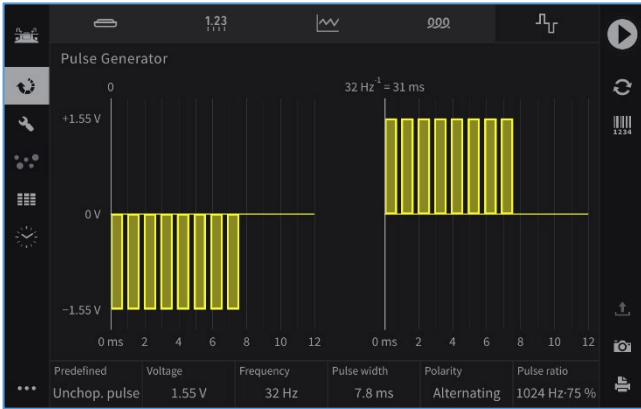 1.23
Pulse Generator
0
32 Hz⁻¹ = 31 ms
+1.55 V
0 V
−1.55 V
0 ms 2 4 6 8 10 12
0 ms 2 4 6 8 10 12
1234
Predefined Voltage Frequency Pulse width Polarity Pulse ratio
Unchop. pulse 1.55 V 32 Hz 7.8 ms Alternating 1024 Hz·75 %